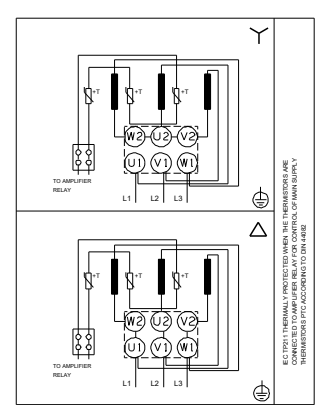 +T
+T
+T
W2 U2 V2
U1 V1 W1
TO AMPLIFIER
RELAY
L1 L2 L3
+T
+T
+T
W2 U2 V2
U1 V1 W1
TO AMPLIFIER
RELAY
L1 L2 L3
IEC TP211 THERMALLY PROTECTED WHEN THE THERMISTORS ARE
CONNECTED TO AMPLIFIER RELAY FOR CONTROL OF MAIN SUPPLY
THERMISTORS PTC ACCORDING TO DIN 44082